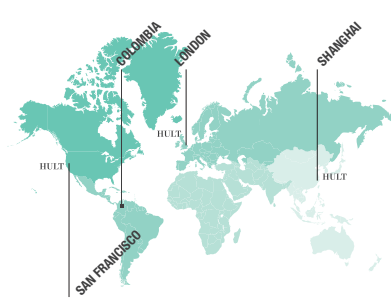 COLOMBIA
LONDON
SHANGHAI
HULT
HULT
HULT
SAN FRANCISCO